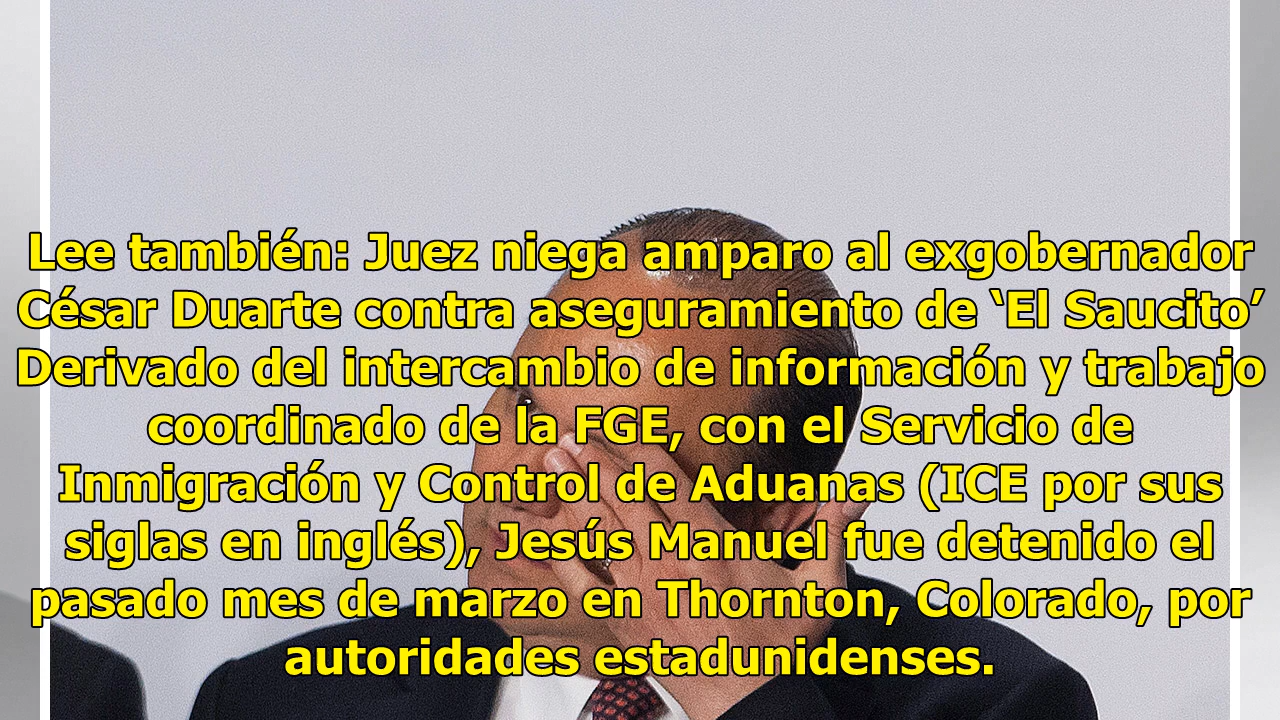 Lee también: Juez niega amparo al exgobernador
César Duarte contra aseguramiento de ‘El Saucito’
Derivado del intercambio de información y trabajo
coordinado de la FGE, con el Servicio de
Inmigración y Control de Aduanas (ICE por sus
siglas en inglés), Jesús Manuel fue detenido el
pasado mes de marzo en Thornton, Colorado, por
autoridades estadunidenses.